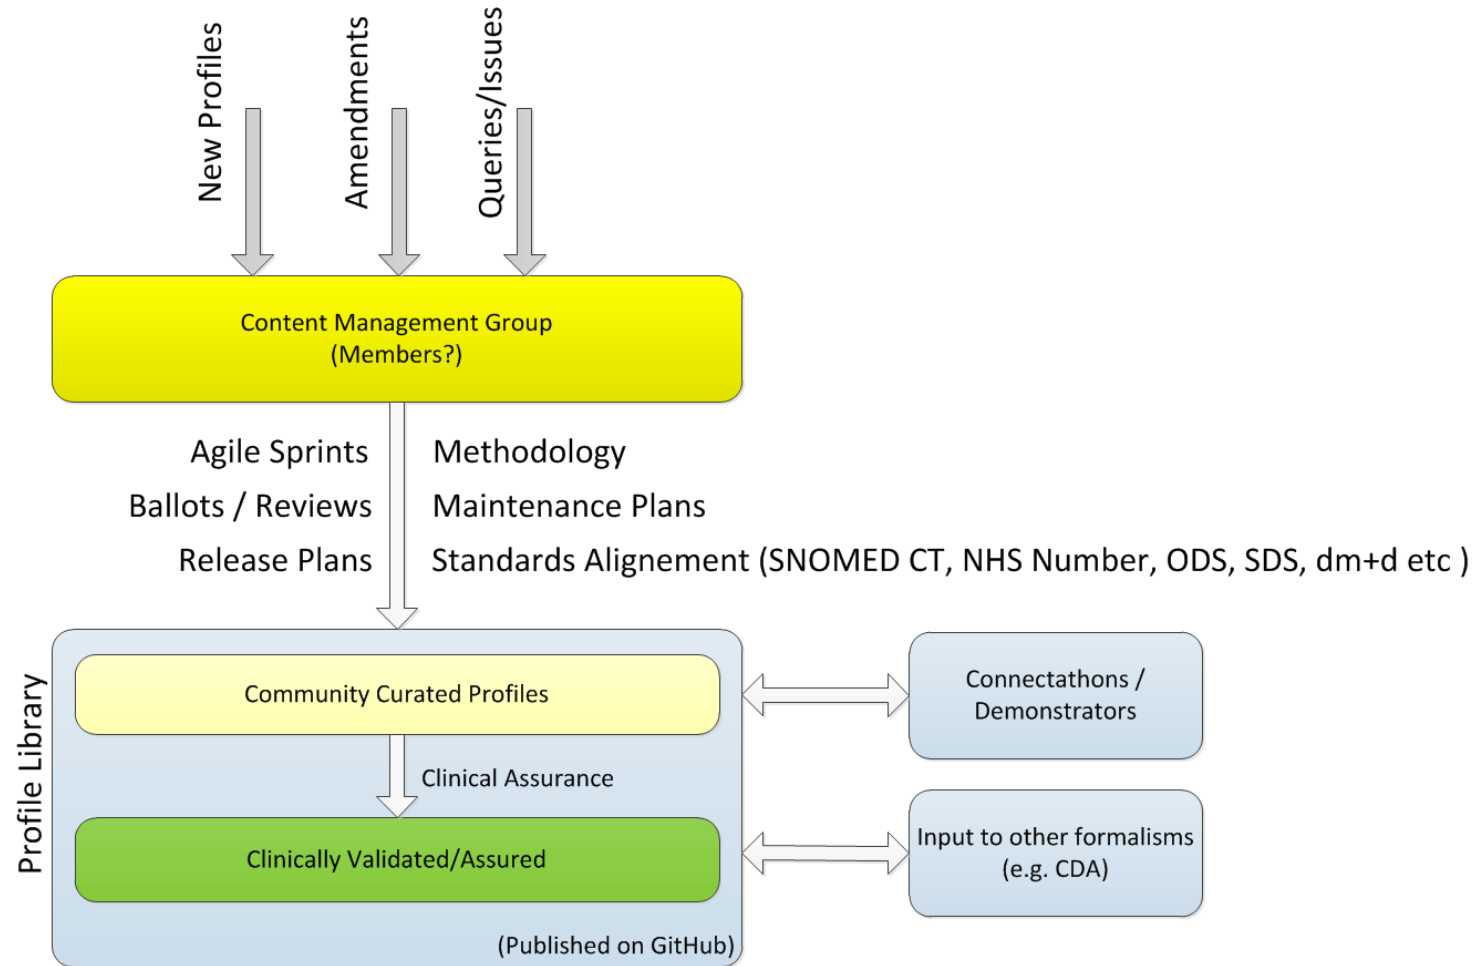 New Profiles
Amendments
Queries/Issues
Content Management Group
(Members?)
Agile Sprints
Methodology
Ballots / Reviews
Maintenance Plans
Release Plans
Standards Alignement (SNOMED CT, NHS Number, ODS, SDS, dm+d etc )
Profile Library
Community Curated Profiles
Clinical Assurance
Clinically Validated/Assured
(Published on GitHub)
Connectathons /
Demonstrators
Input to other formalisms
(e.g. CDA)